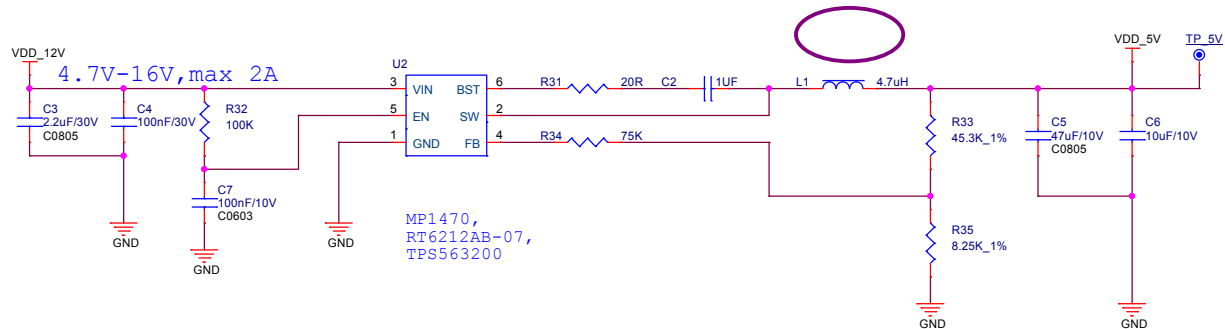 VDD_12V
4.7V-16V,max 2A
C3
2.2uF/30V
C0805
C4
100nF/30V
R32
100K
C7
100nF/10V
C0603
GND
GND
GND
U2
3
VIN
5
EN
1
GND
BST
6
SW
2
FB
4
MP1470,
RT6212AB-07,
TPS563200
R31
20R
C2
1UF
R34
75K
L1
4.7uH
R33
45.3K_1%
R35
8.25K_1%
GND
VDD_5V
TP_5V
C5
47uF/10V
C0805
C6
10uF/10V
GND